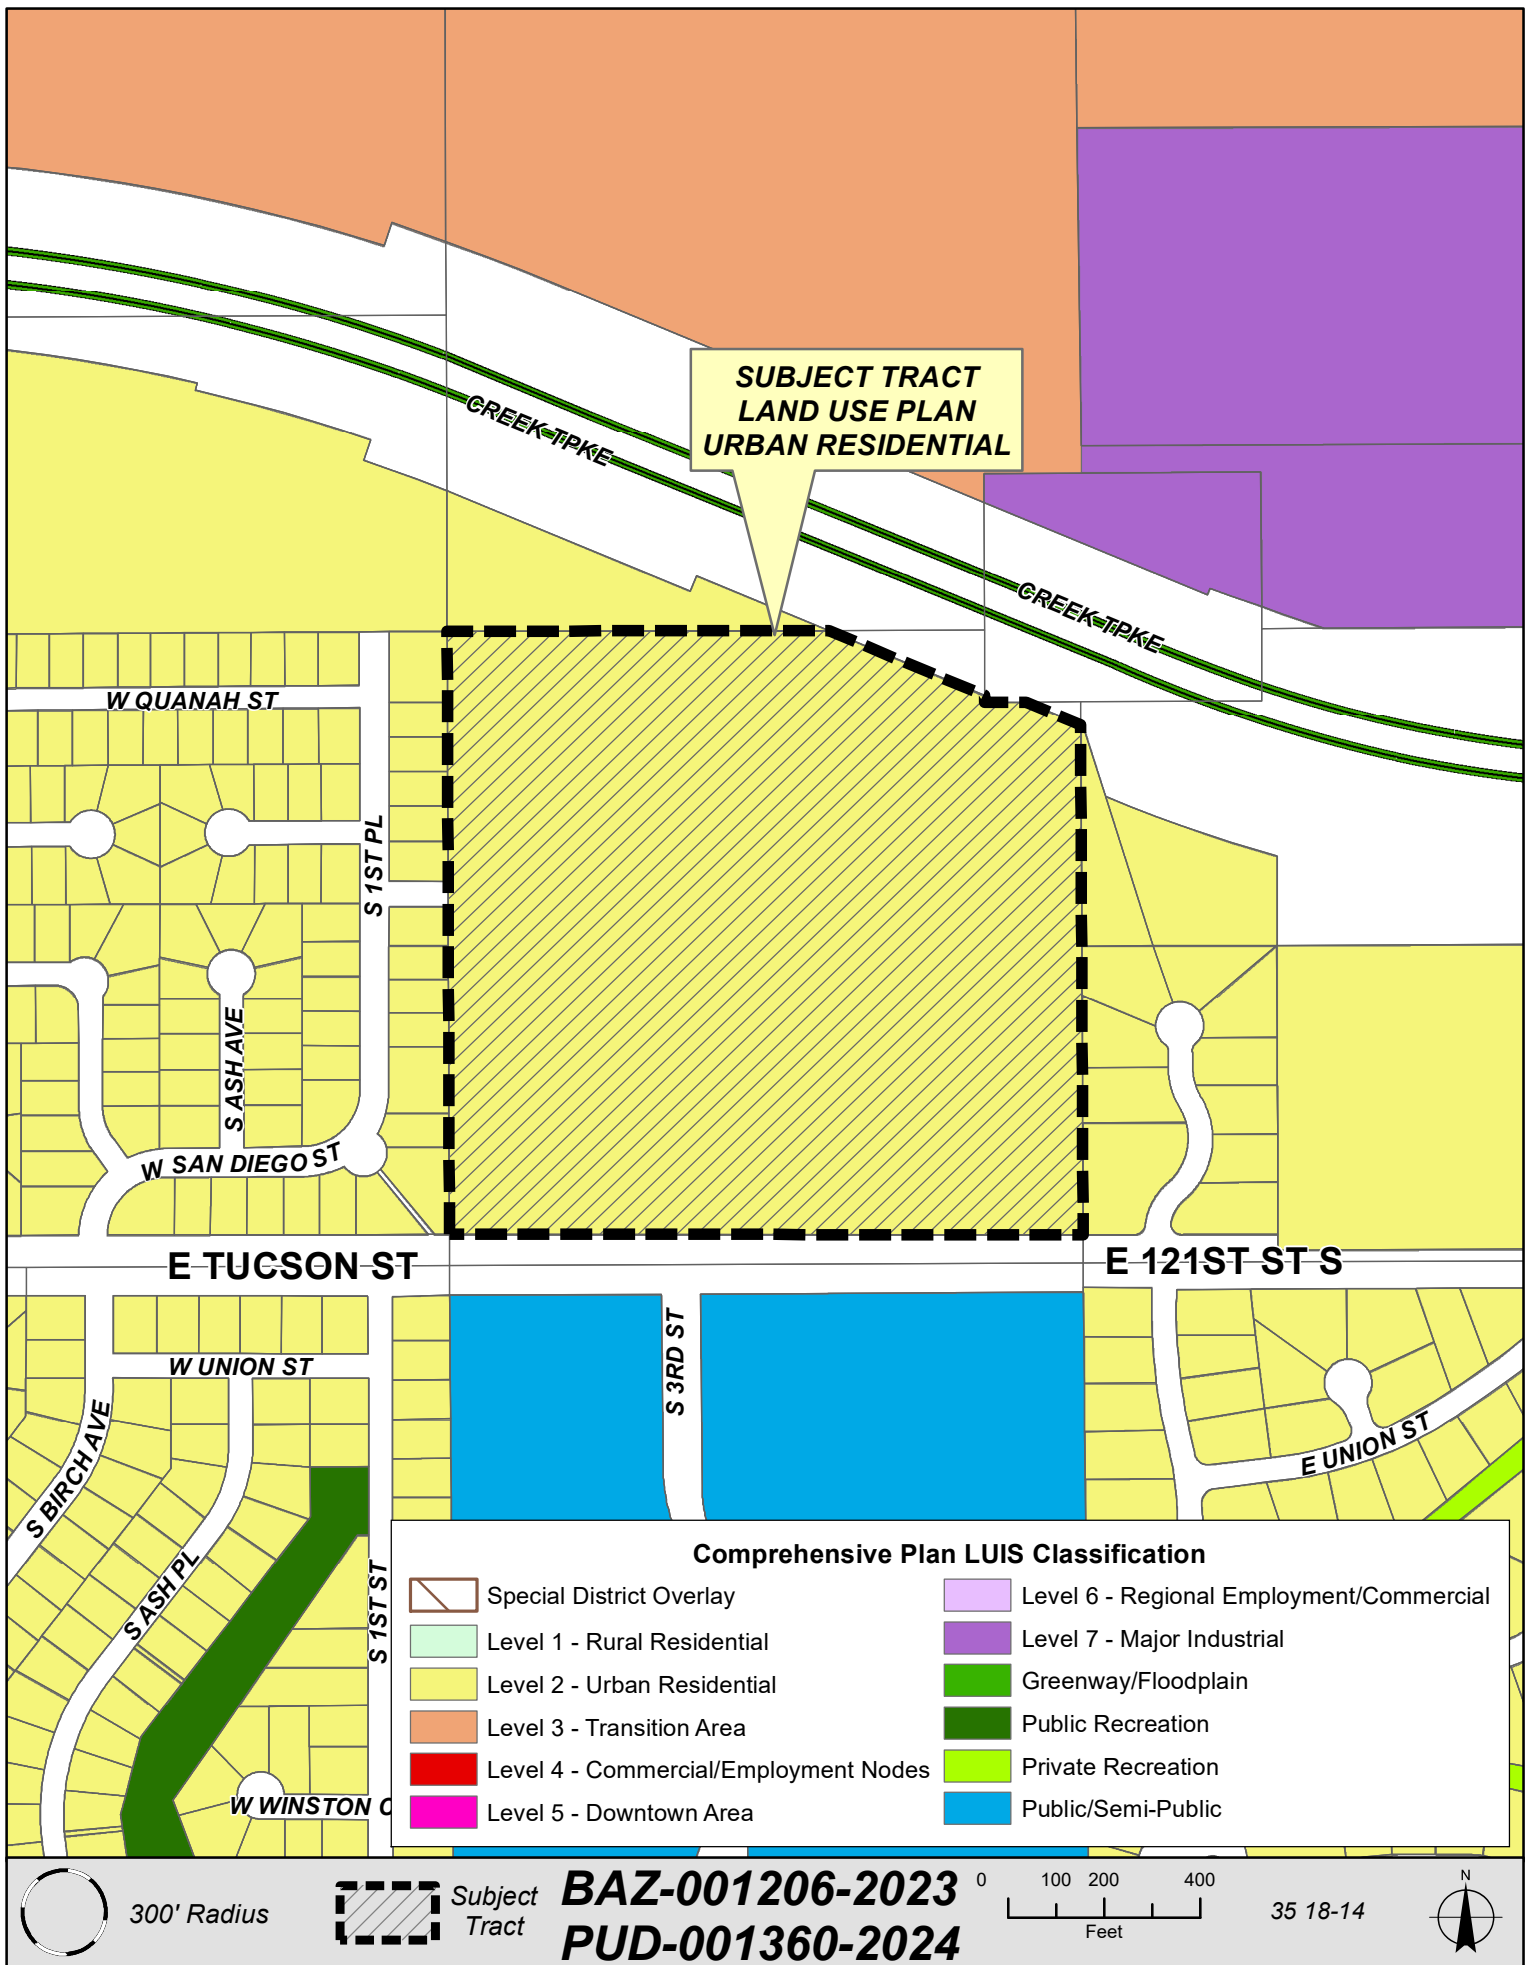 SUBJECT TRACT
LAND USE PLAN
URBAN RESIDENTIAL
CREEK TPKE
CREEK TPKE
W QUANAH ST
S 1ST PL
S ASH AVE
W SAN DIEGO ST
E TUCSON ST
E 121ST ST S
W UNION ST
S 3RD ST
S BIRCH AVE
E UNION ST
S ASH PL
S 1ST ST
W WINSTON C
Comprehensive Plan LUIS Classification
Special District Overlay
Level 1 - Rural Residential
Level 2 - Urban Residential
Level 3 - Transition Area
Level 4 - Commercial/Employment Nodes
Level 5 - Downtown Area
Level 6 - Regional Employment/Commercial
Level 7 - Major Industrial
Greenway/Floodplain
Public Recreation
Private Recreation
Public/Semi-Public
300' Radius
Subject
Tract
BAZ-001206-2023
PUD-001360-2024
0 100 200 400
Feet
35 18-14
N